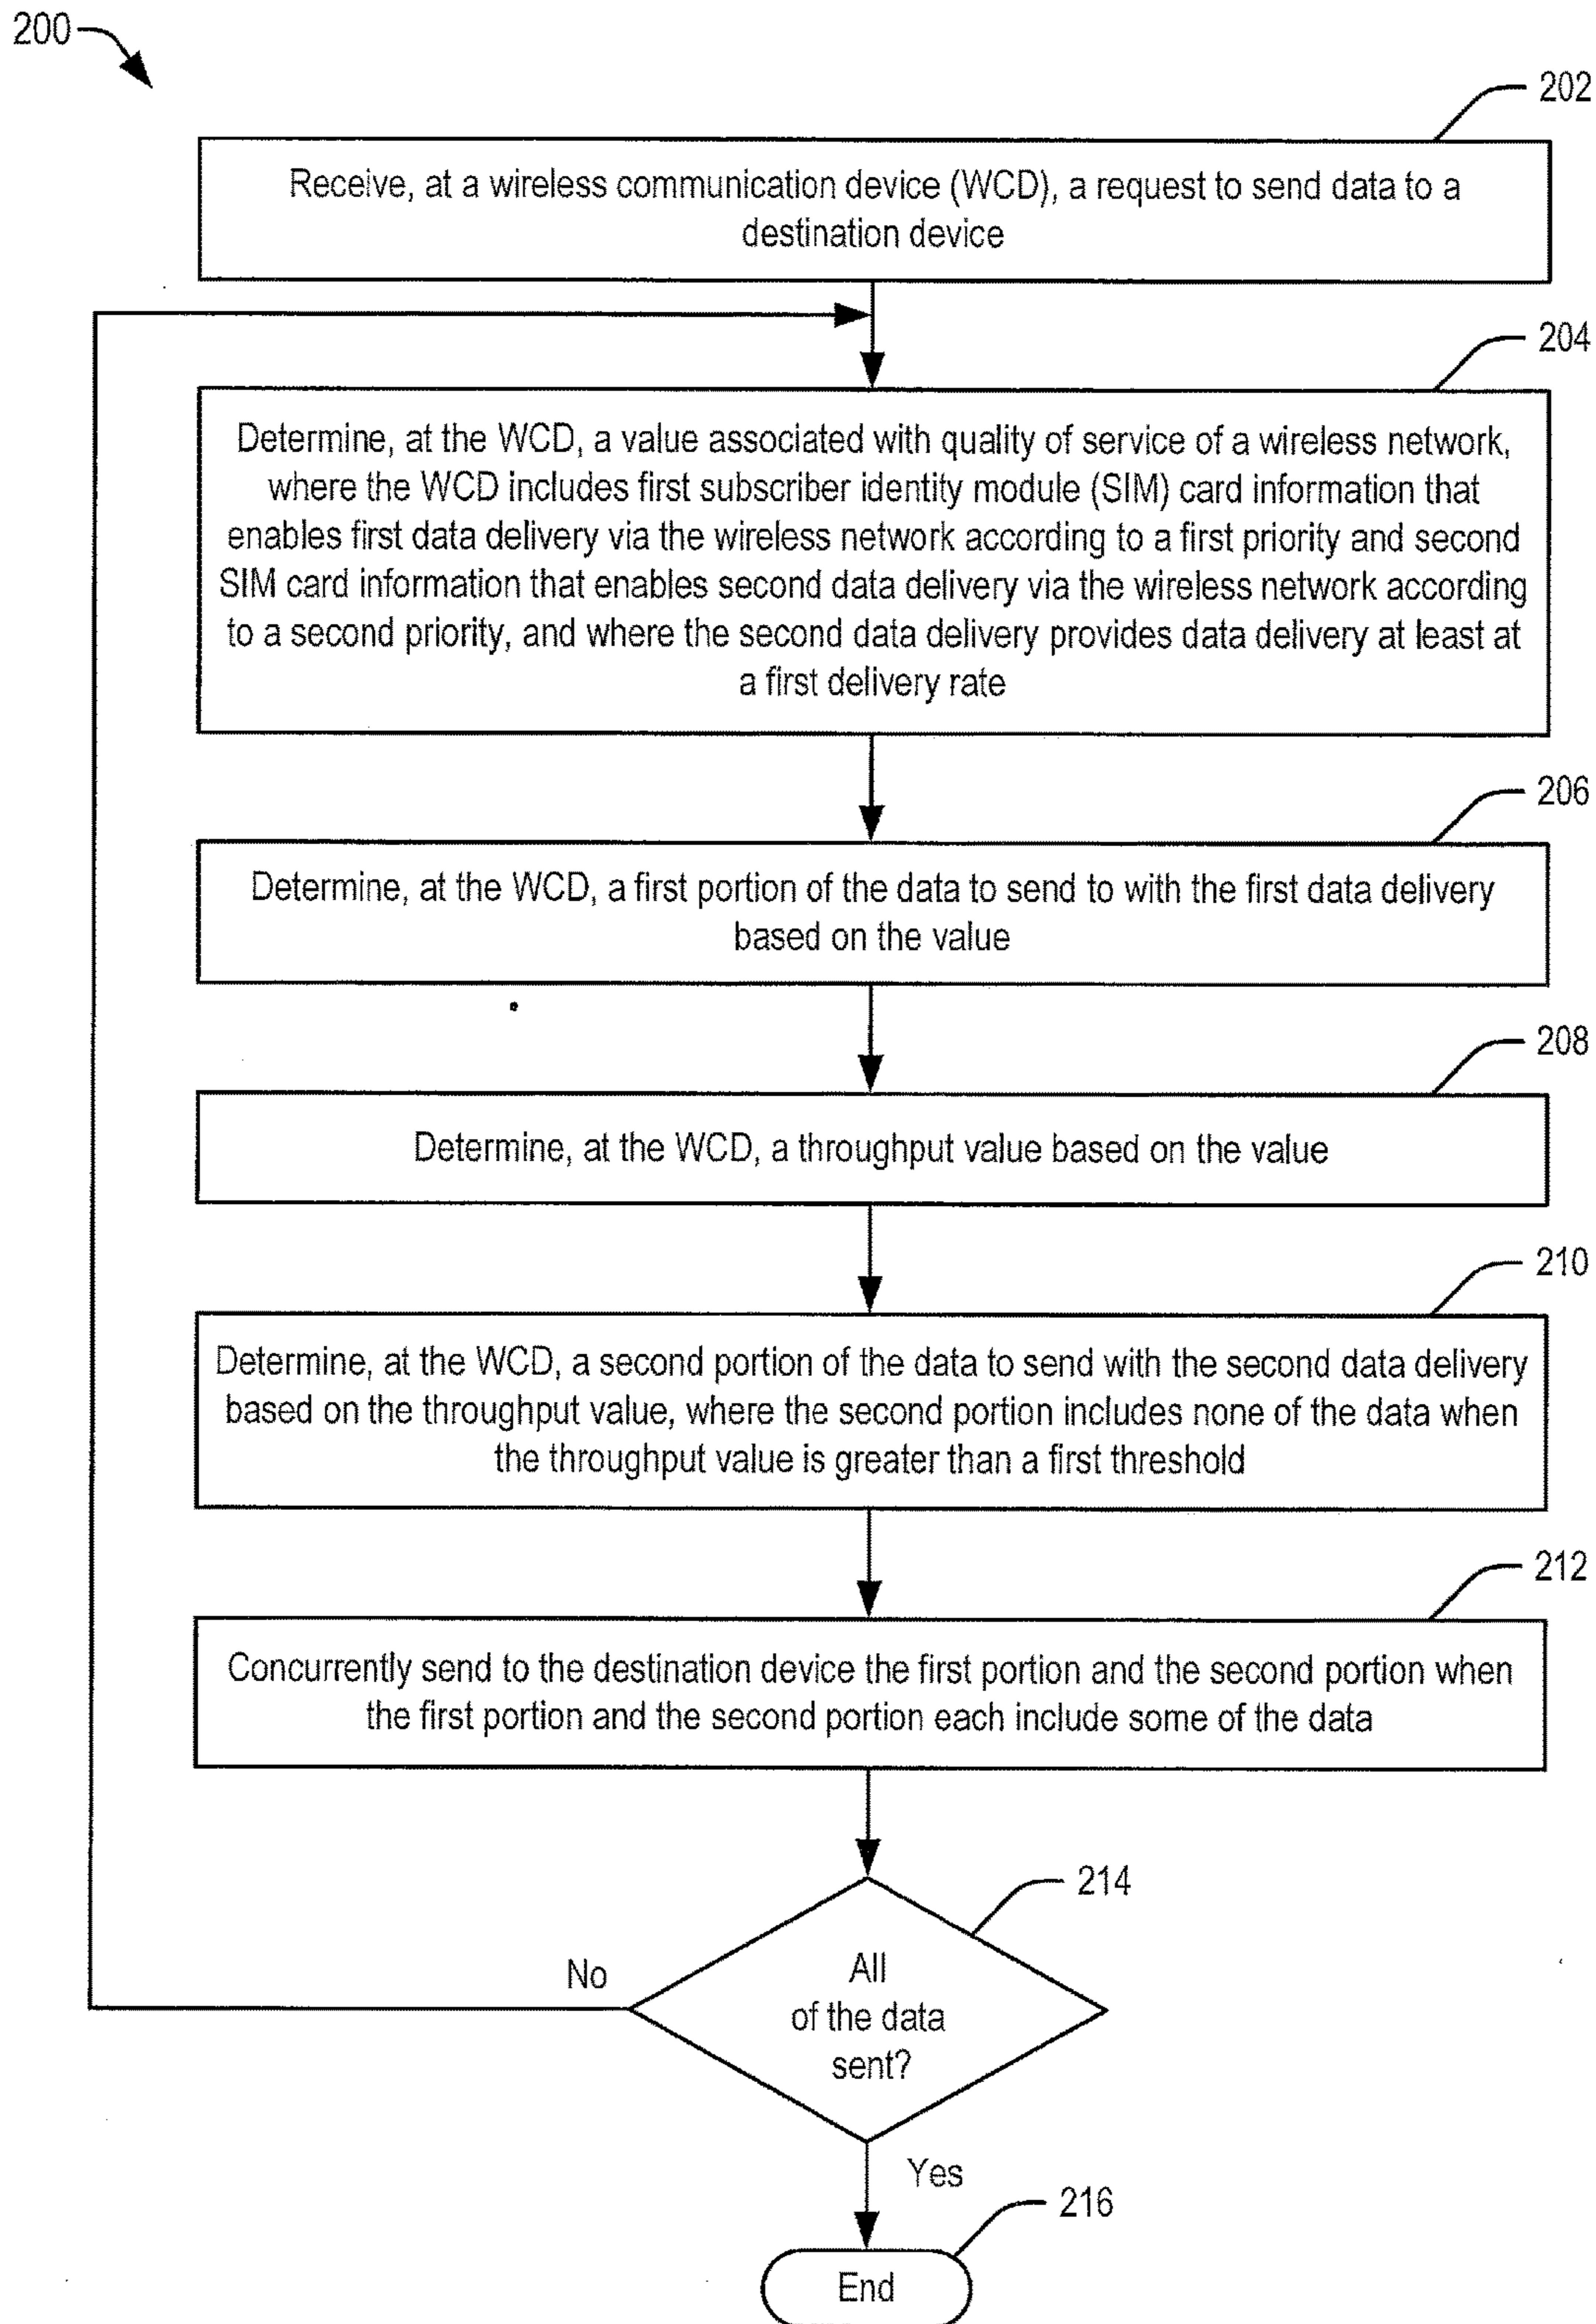 200
202
Receive, at a wireless communication device (WCD), a request to send data to a
destination device
204
Determine, at the WCD, a value associated with quality of service of a wireless network,
where the WCD includes first subscriber identity module (SIM) card information that
enables first data delivery via the wireless network according to a first priority and second
SIM card information that enables second data delivery via the wireless network according
to a second priority, and where the second data delivery provides data delivery at least at
a first delivery rate
206
Determine, at the WCD, a first portion of the data to send to with the first data delivery
based on the value
208
Determine, at the WCD, a throughput value based on the value
210
Determine, at the WCD, a second portion of the data to send with the second data delivery
based on the throughput value, where the second portion includes none of the data when
the throughput value is greater than a first threshold
212
Concurrently send to the destination device the first portion and the second portion when
the first portion and the second portion each include some of the data
214
No
All
of the data
sent?
Yes
216
End